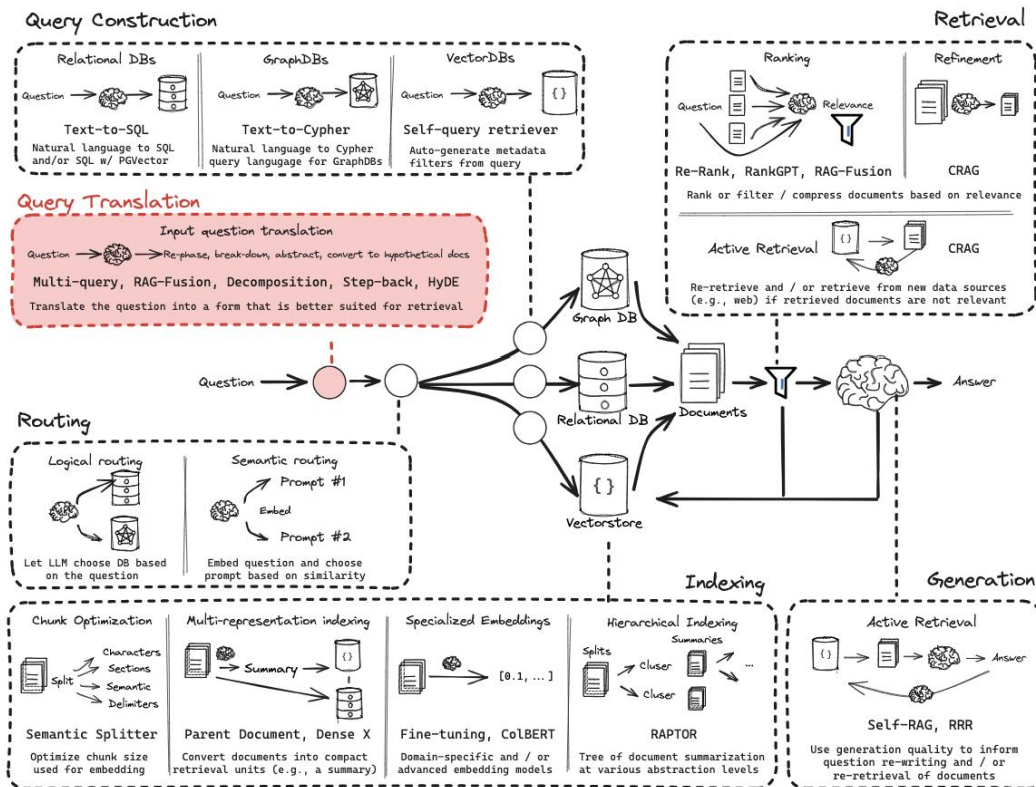 Query Construction
Relational DBs
Question
Text-to-SQL
Natural language to SQL
and/or SQL w/ PGVector
GraphDBs
Question
Text-to-Cypher
Natural language to Cypher
query langugage for GraphDBs
VectorDBs
Question
{}
Self-query retriever
Auto-generate metadata
filters from query
Retrieval
Ranking
Question
Relevance
Re-Rank, RankGPT, RAG-Fusion
Refinement
CRAG
Rank or filter / compress documents based on relevance
Active Retrieval
{}
CRAG
Re-retrieve and / or retrieve from new data sources
(e.g., web) if retrieved documents are not relevant
Query Translation
Input question translation
Question
Re-phase, break-down, abstract, convert to hypothetical docs
Multi-query, RAG-Fusion, Decomposition, Step-back, HyDE
Translate the question into a form that is better suited for retrieval
Question
Graph DB
Relational DB
{}
Vectorstore
Documents
Answer
Routing
Logical routing
Let LLM choose DB based
on the question
Semantic routing
Prompt #1
Embed
Prompt #2
Embed question and choose
prompt based on similarity
Indexing
Chunk Optimization
Split
Characters
Sections
Semantic
Delimiters
Semantic Splitter
Optimize chunk size
used for embedding
Multi-representation indexing
Summary
{}
Parent Document, Dense X
Convert documents into compact
retrieval units (e.g., a summary)
Specialized Embeddings
[0.1, ...]
Fine-tuning, ColBERT
Domain-specific and / or
advanced embedding models
Hierarchical Indexing
Summaries
Splits
Cluser
...
Cluser
RAPTOR
Tree of document summarization
at various abstraction levels
Generation
Active Retrieval
{}
Answer
Self-RAG, RRR
Use generation quality to inform
question re-writing and / or
re-retrieval of documents